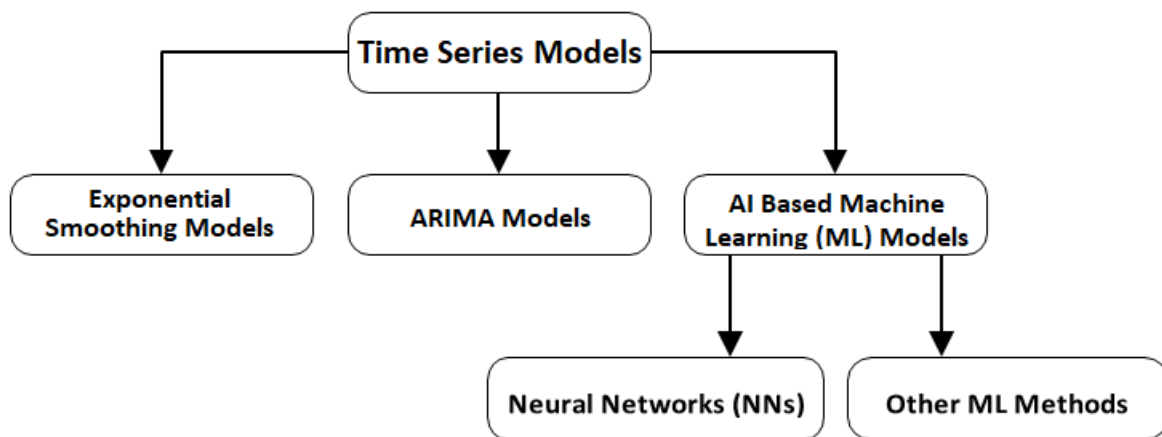 Time Series Models
Exponential
Smoothing Models
ARIMA Models
AI Based Machine
Learning (ML) Models
Neural Networks (NNs)
Other ML Methods